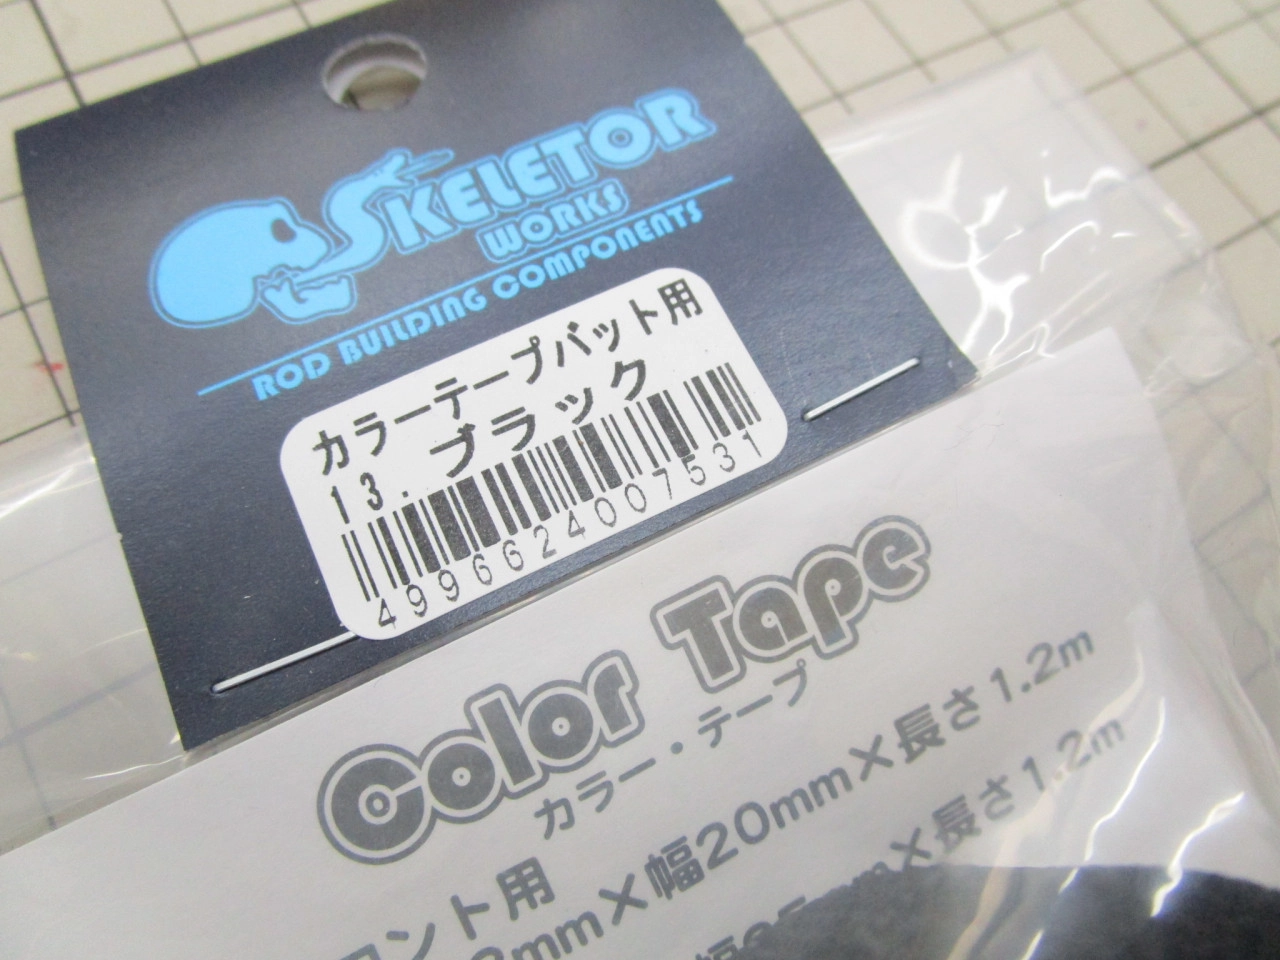 SKELETOR
WORKS
ROD BUILDING COMPONENTS
カラーテープバット用
13. ブラック
4996624007531
Color Tape
カラー・テープ
ロント用
mm×幅20mm×長さ1.2m
mm×長さ1.2m